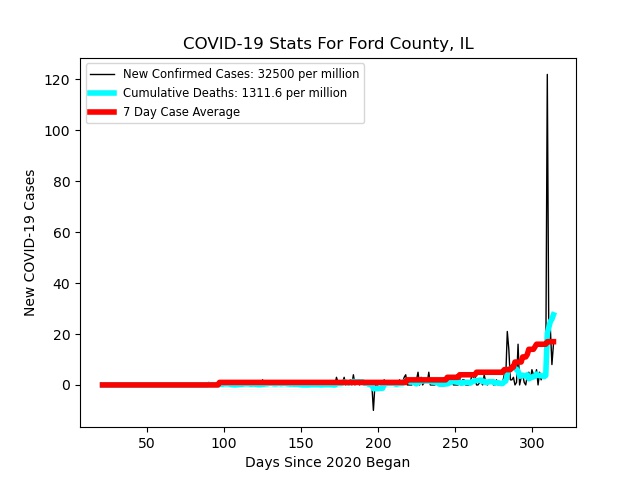 COVID-19 Stats For Ford County, IL
New Confirmed Cases: 32500 per million
Cumulative Deaths: 1311.6 per million
7 Day Case Average
New COVID-19 Cases
120
100
80
60
40
20
0
50 100 150 200 250 300
Days Since 2020 Began